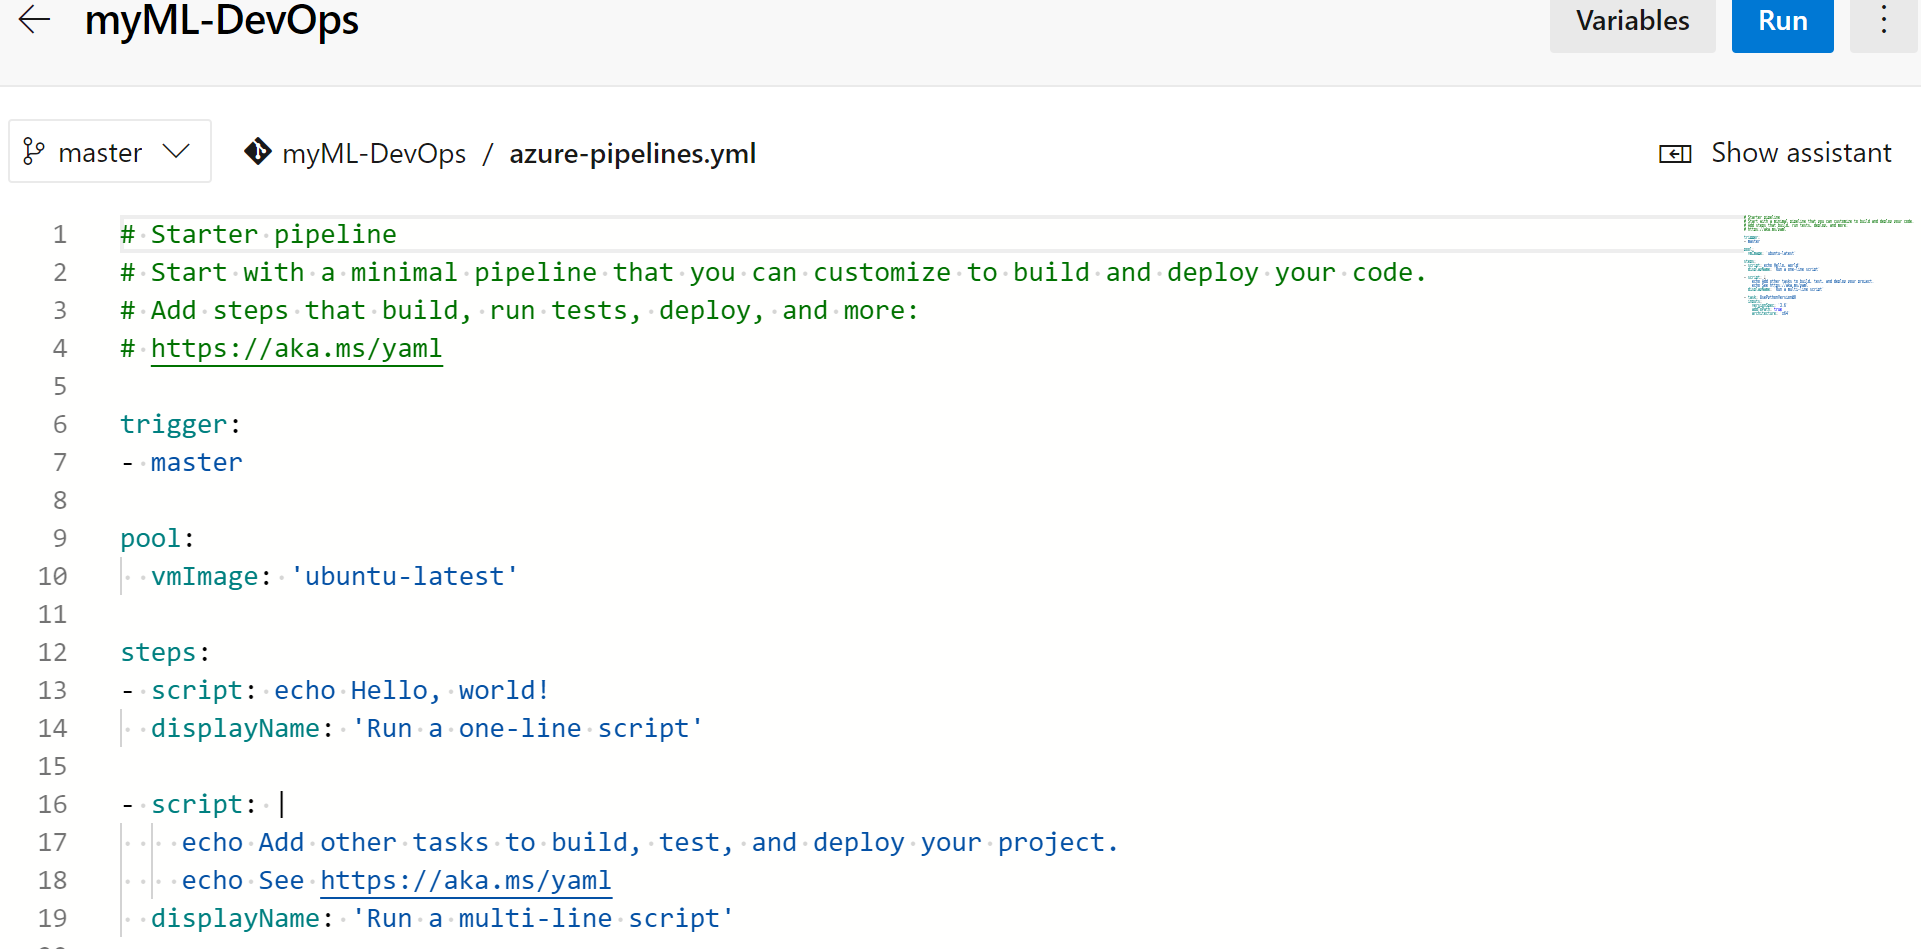 myML-DevOps
Variables
Run
master
myML-DevOps / azure-pipelines.yml
Show assistant
1 # Starter pipeline
2 # Start with a minimal pipeline that you can customize to build and deploy your code.
3 # Add steps that build, run tests, deploy, and more:
4 # https://aka.ms/yaml
5
6 trigger:
7 - master
8
9 pool:
10   vmImage: 'ubuntu-latest'
11
12 steps:
13 - script: echo Hello, world!
14   displayName: 'Run a one-line script'
15
16 - script: |
17     echo Add other tasks to build, test, and deploy your project.
18     echo See https://aka.ms/yaml
19   displayName: 'Run a multi-line script'